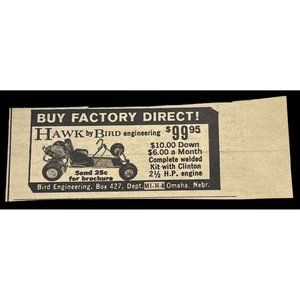 BUY FACTORY DIRECT!
HAWK by BIRD engineering $99.95
$10.00 Down
$6.00 a Month
Complete welded
Kit with Clinton
2½ H.P. engine
Send 25c
for brochure
Bird Engineering, Box 427, Dept. Omaha, Nebr.